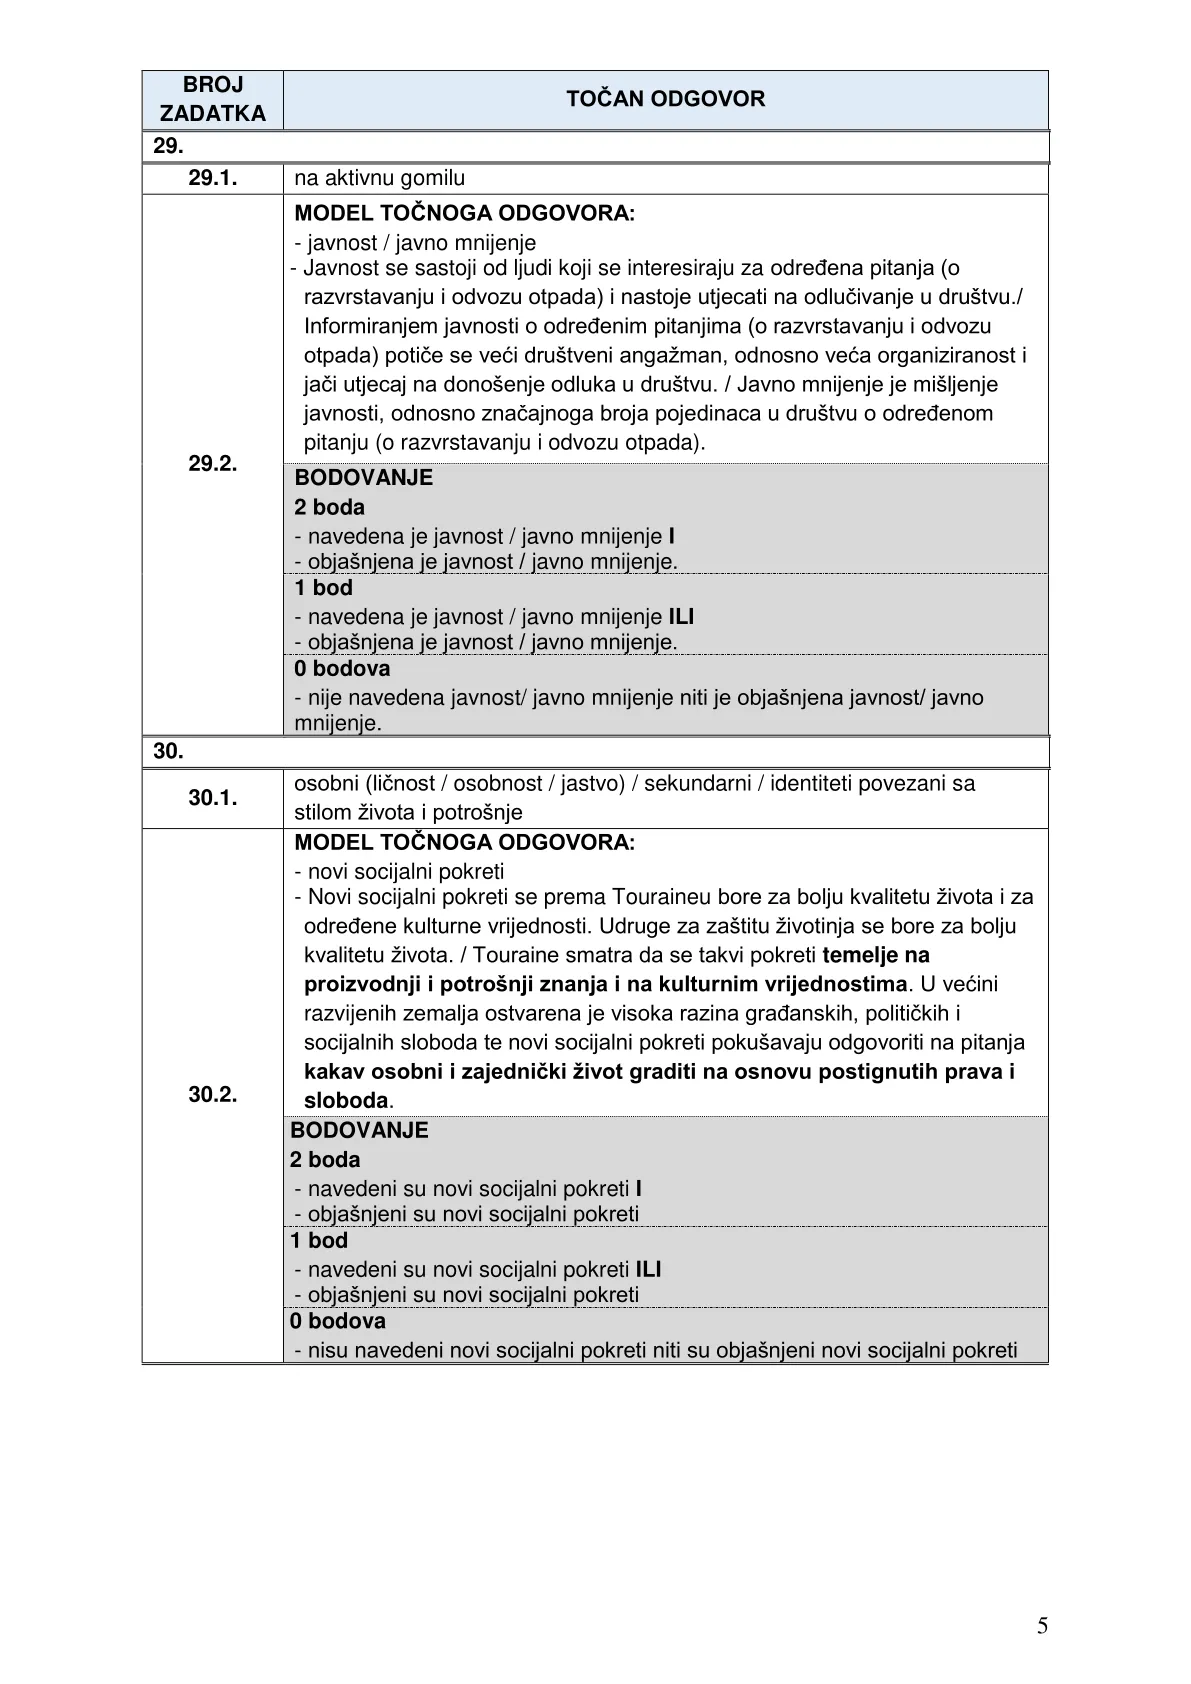 BROJ
ZADATKA
TOČAN ODGOVOR
29.
29.1.
na aktivnu gomilu
29.2.
MODEL TOČNOGA ODGOVORA:
- javnost / javno mnijenje
- Javnost se sastoji od ljudi koji se interesiraju za određena pitanja (o
razvrstavanju i odvozu otpada) i nastoje utjecati na odlučivanje u društvu./
Informiranjem javnosti o određenim pitanjima (o razvrstavanju i odvozu
otpada) potiče se veći društveni angažman, odnosno veća organiziranost i
jači utjecaj na donošenje odluka u društvu. / Javno mnijenje je mišljenje
javnosti, odnosno značajnoga broja pojedinaca u društvu o određenom
pitanju (o razvrstavanju i odvozu otpada).
BODOVANJE
2 boda
- navedena je javnost / javno mnijenje I
- objašnjena je javnost / javno mnijenje.
1 bod
- navedena je javnost / javno mnijenje ILI
- objašnjena je javnost / javno mnijenje.
0 bodova
- nije navedena javnost/ javno mnijenje niti je objašnjena javnost/ javno
mnijenje.
30.
30.1.
osobni (ličnost / osobnost / jastvo) / sekundarni / identiteti povezani sa
stilom života i potrošnje
30.2.
MODEL TOČNOGA ODGOVORA:
- novi socijalni pokreti
- Novi socijalni pokreti se prema Touraineu bore za bolju kvalitetu života i za
određene kulturne vrijednosti. Udruge za zaštitu životinja se bore za bolju
kvalitetu života. / Touraine smatra da se takvi pokreti temelje na
proizvodnji i potrošnji znanja i na kulturnim vrijednostima. U većini
razvijenih zemalja ostvarena je visoka razina građanskih, političkih i
socijalnih sloboda te novi socijalni pokreti pokušavaju odgovoriti na pitanja
kakav osobni i zajednički život graditi na osnovu postignutih prava i
sloboda.
BODOVANJE
2 boda
- navedeni su novi socijalni pokreti I
- objašnjeni su novi socijalni pokreti
1 bod
- navedeni su novi socijalni pokreti ILI
- objašnjeni su novi socijalni pokreti
0 bodova
- nisu navedeni novi socijalni pokreti niti su objašnjeni novi socijalni pokreti
5